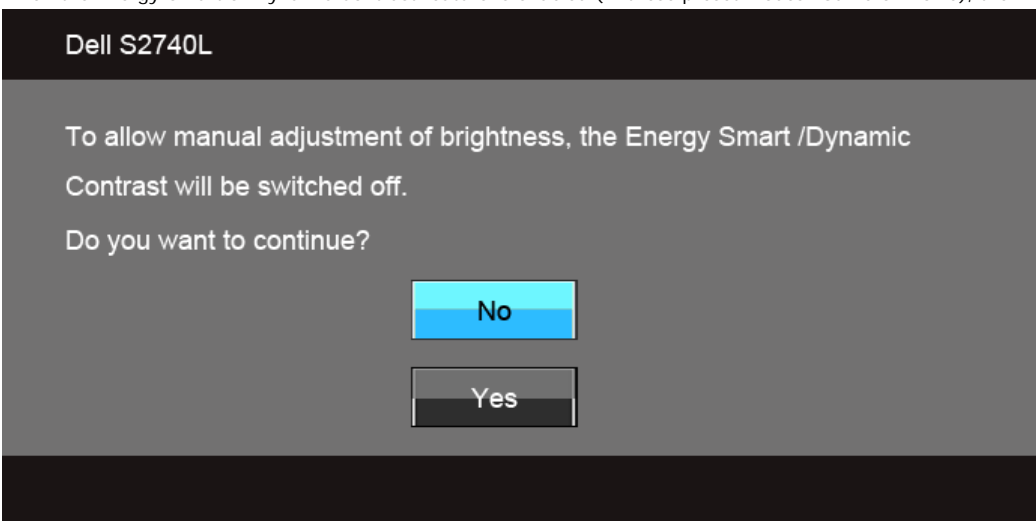 Dell S2740L
To allow manual adjustment of brightness, the Energy Smart /Dynamic
Contrast will be switched off.
Do you want to continue?
No
Yes